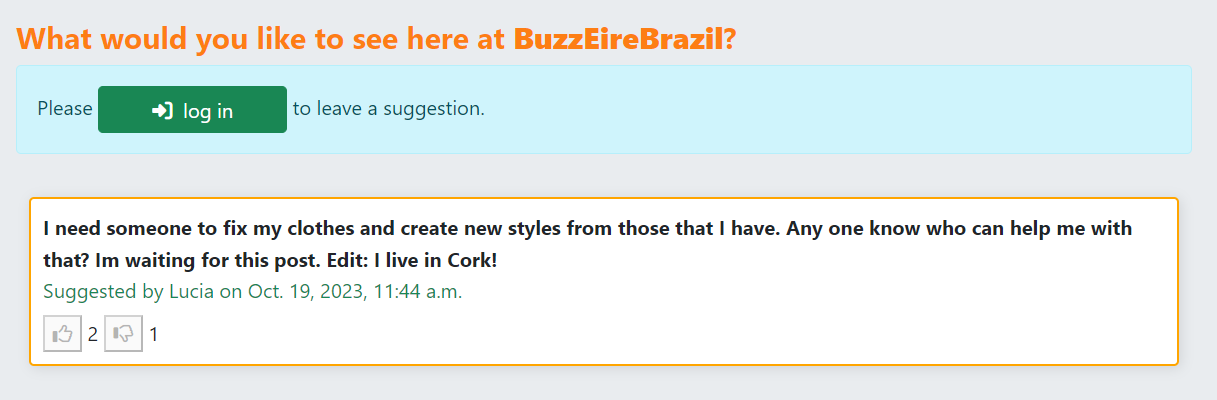 What would you like to see here at BuzzEireBrazil?
Please log in to leave a suggestion.
I need someone to fix my clothes and create new styles from those that I have. Any one know who can help me with
that? Im waiting for this post. Edit: I live in Cork!
Suggested by Lucia on Oct. 19, 2023, 11:44 a.m.
2 1